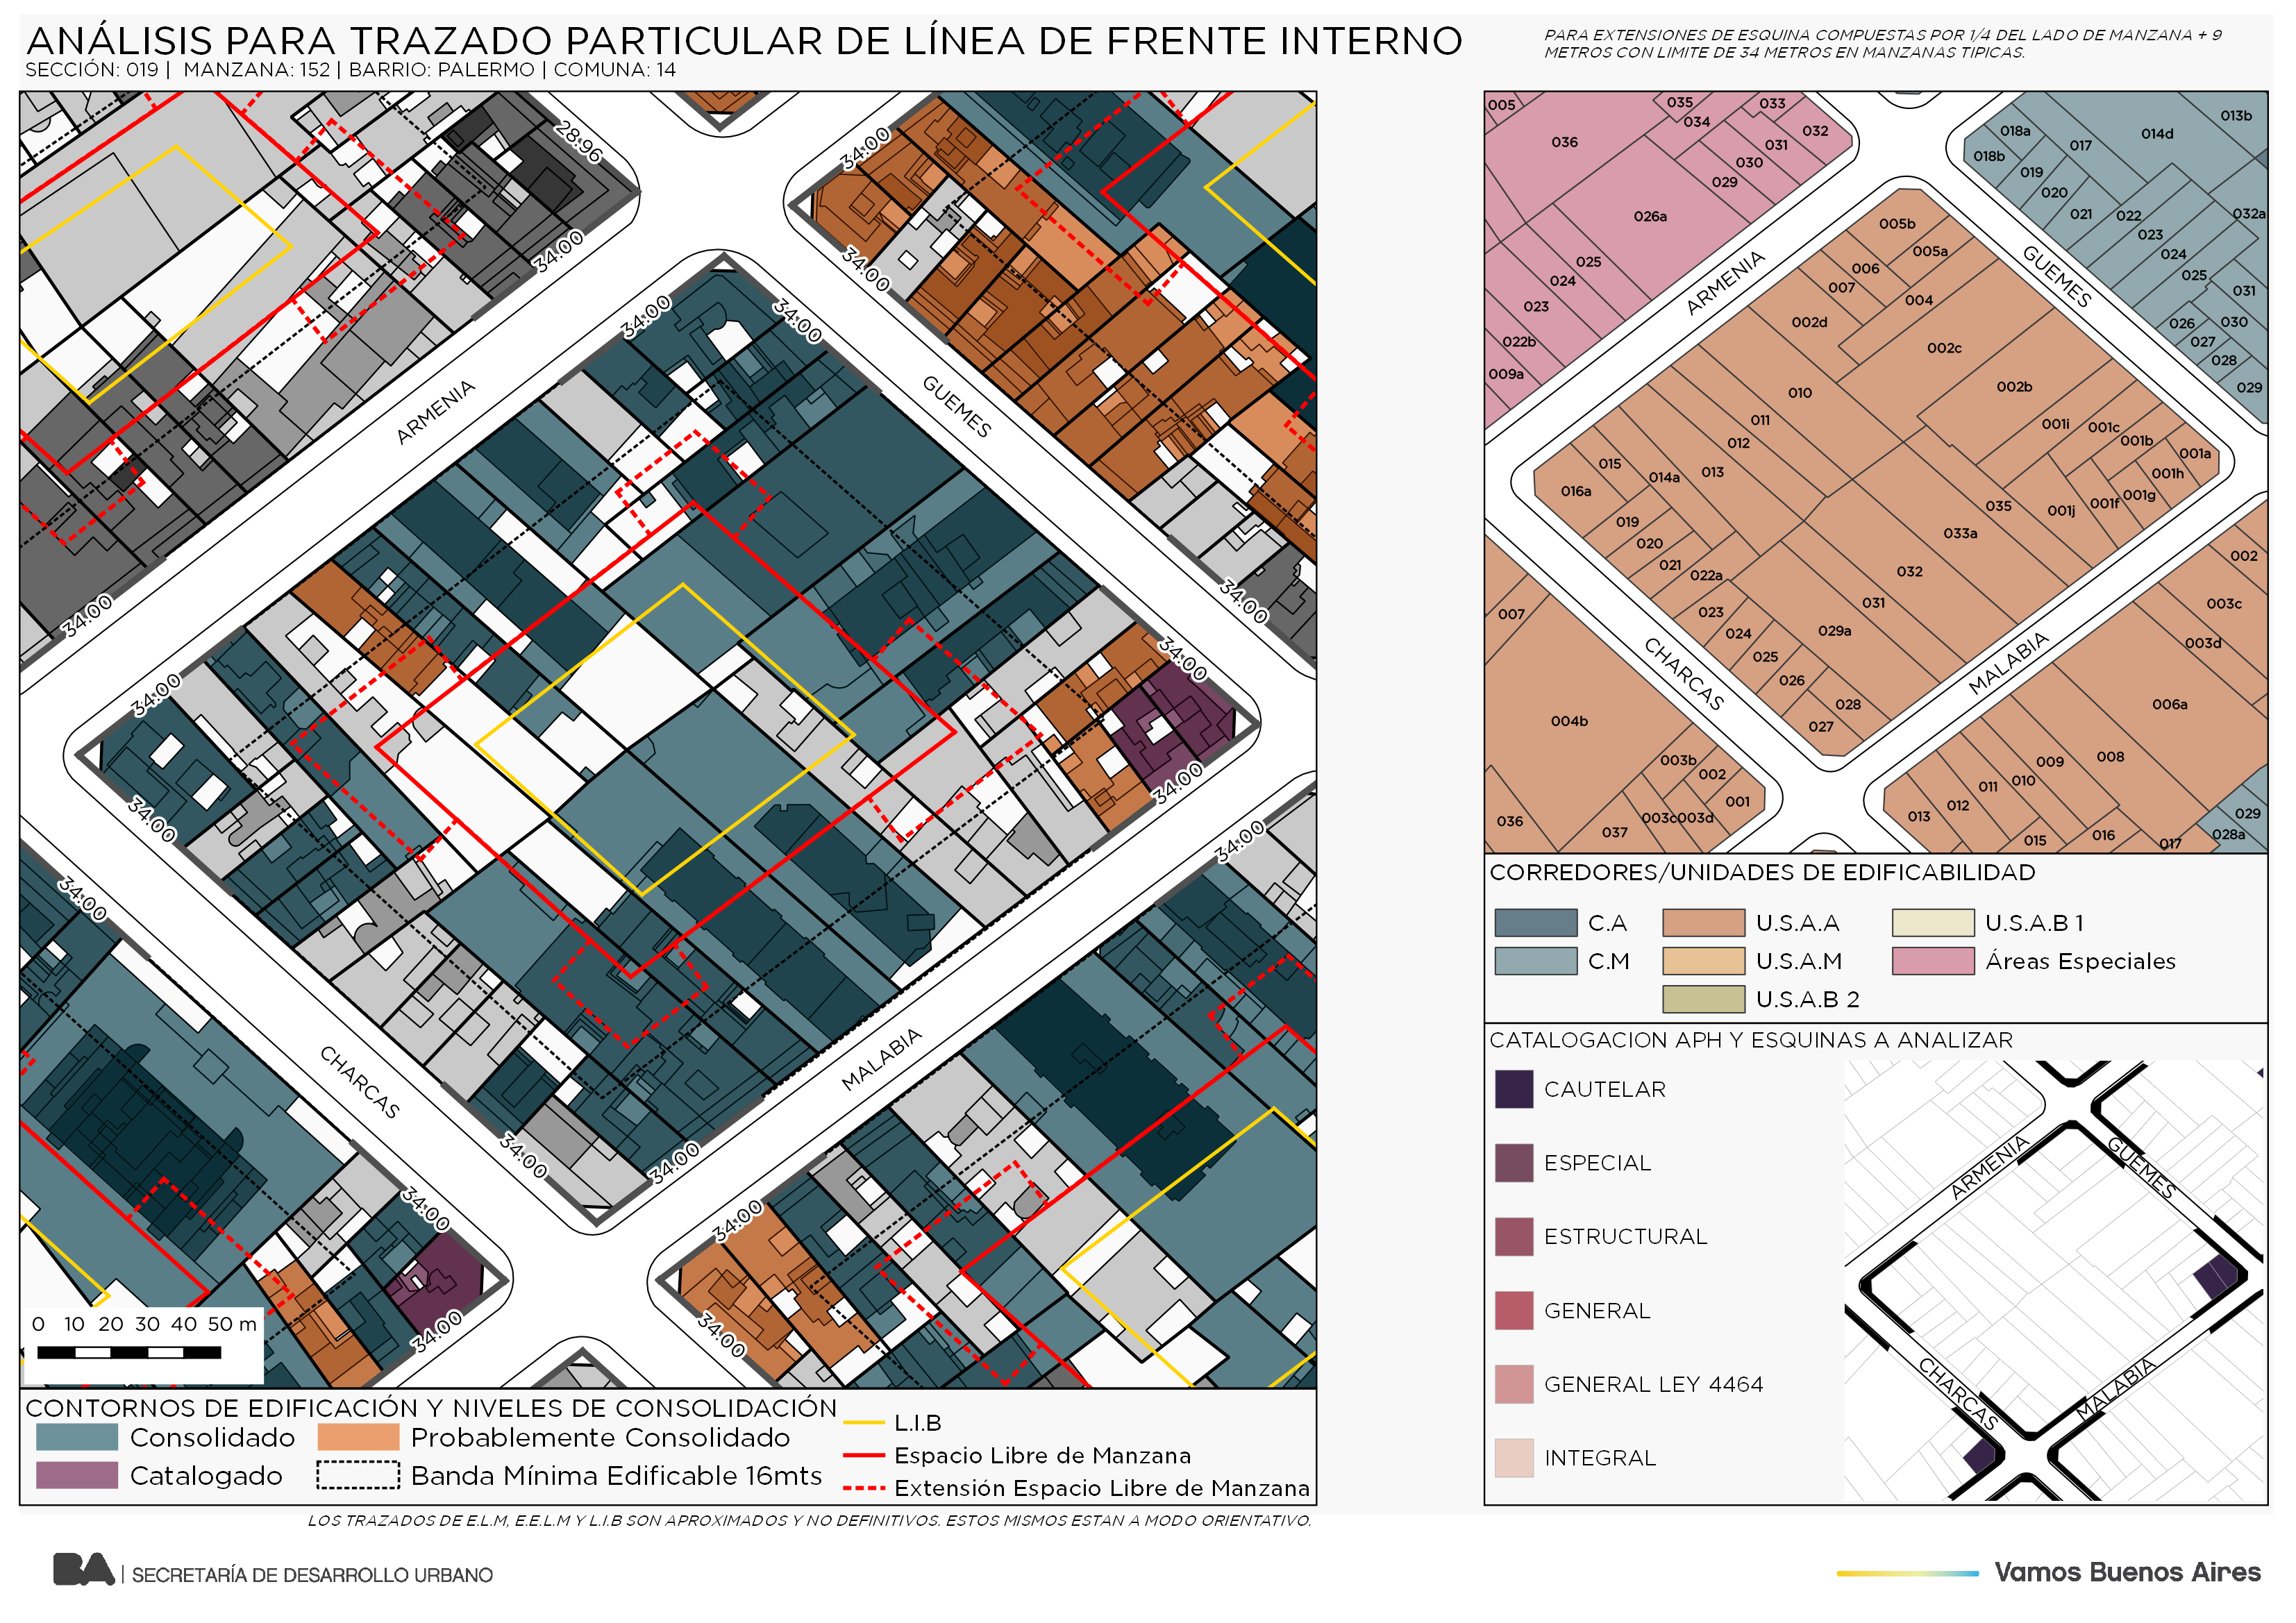 ANÁLISIS PARA TRAZADO PARTICULAR DE LÍNEA DE FRENTE INTERNO
SECCIÓN: 019 | MANZANA: 152 | BARRIO: PALERMO | COMUNA: 14
PARA EXTENSIONES DE ESQUINA COMPUESTAS POR 1/4 DEL LADO DE MANZANA + 9
METROS CON LIMITE DE 34 METROS EN MANZANAS TIPICAS.
28.96
34.00
34.00
34.00
34.00
34.00
34.00
ARMENIA
GUEMES
34.00
34.00
34.00
34.00
34.00
34.00
34.00
34.00
CHARCAS
MALABIA
34.00
34.00
34.00
34.00
34.00
34.00
0 10 20 30 40 50 m
CONTORNOS DE EDIFICACIÓN Y NIVELES DE CONSOLIDACIÓN
Consolidado
Probablemente Consolidado
Catalogado
Banda Mínima Edificable 16mts
L.I.B
Espacio Libre de Manzana
Extensión Espacio Libre de Manzana
LOS TRAZADOS DE E.L.M, E.E.L.M Y L.I.B SON APROXIMADOS Y NO DEFINITIVOS. ESTOS MISMOS ESTAN A MODO ORIENTATIVO.
005
035
033
034
032
036
031
030
029
026a
025
024
023
022b
009a
013b
014d
018a
018b
017
019
020
021
022
032a
023
024
025
031
026
030
027
028
029
ARMENIA
GUEMES
005b
005a
006
007
004
002d
002c
002b
010
011
012
013
001i
001c
001b
001a
001h
001g
001f
001j
015
014a
016a
019
020
021
022a
035
033a
032
031
029a
023
024
025
026
028
027
CHARCAS
MALABIA
007
004b
036
037
003b
002
003c
003d
001
002
003c
003d
006a
008
009
010
011
012
013
015
016
017
029
028a
CORREDORES/UNIDADES DE EDIFICABILIDAD
C.A
U.S.A.A
U.S.A.B 1
C.M
U.S.A.M
Áreas Especiales
U.S.A.B 2
CATALOGACION APH Y ESQUINAS A ANALIZAR
CAUTELAR
ESPECIAL
ESTRUCTURAL
GENERAL
GENERAL LEY 4464
INTEGRAL
ARMENIA
GUEMES
CHARCAS
MALABIA
BA | SECRETARÍA DE DESARROLLO URBANO
Vamos Buenos Aires